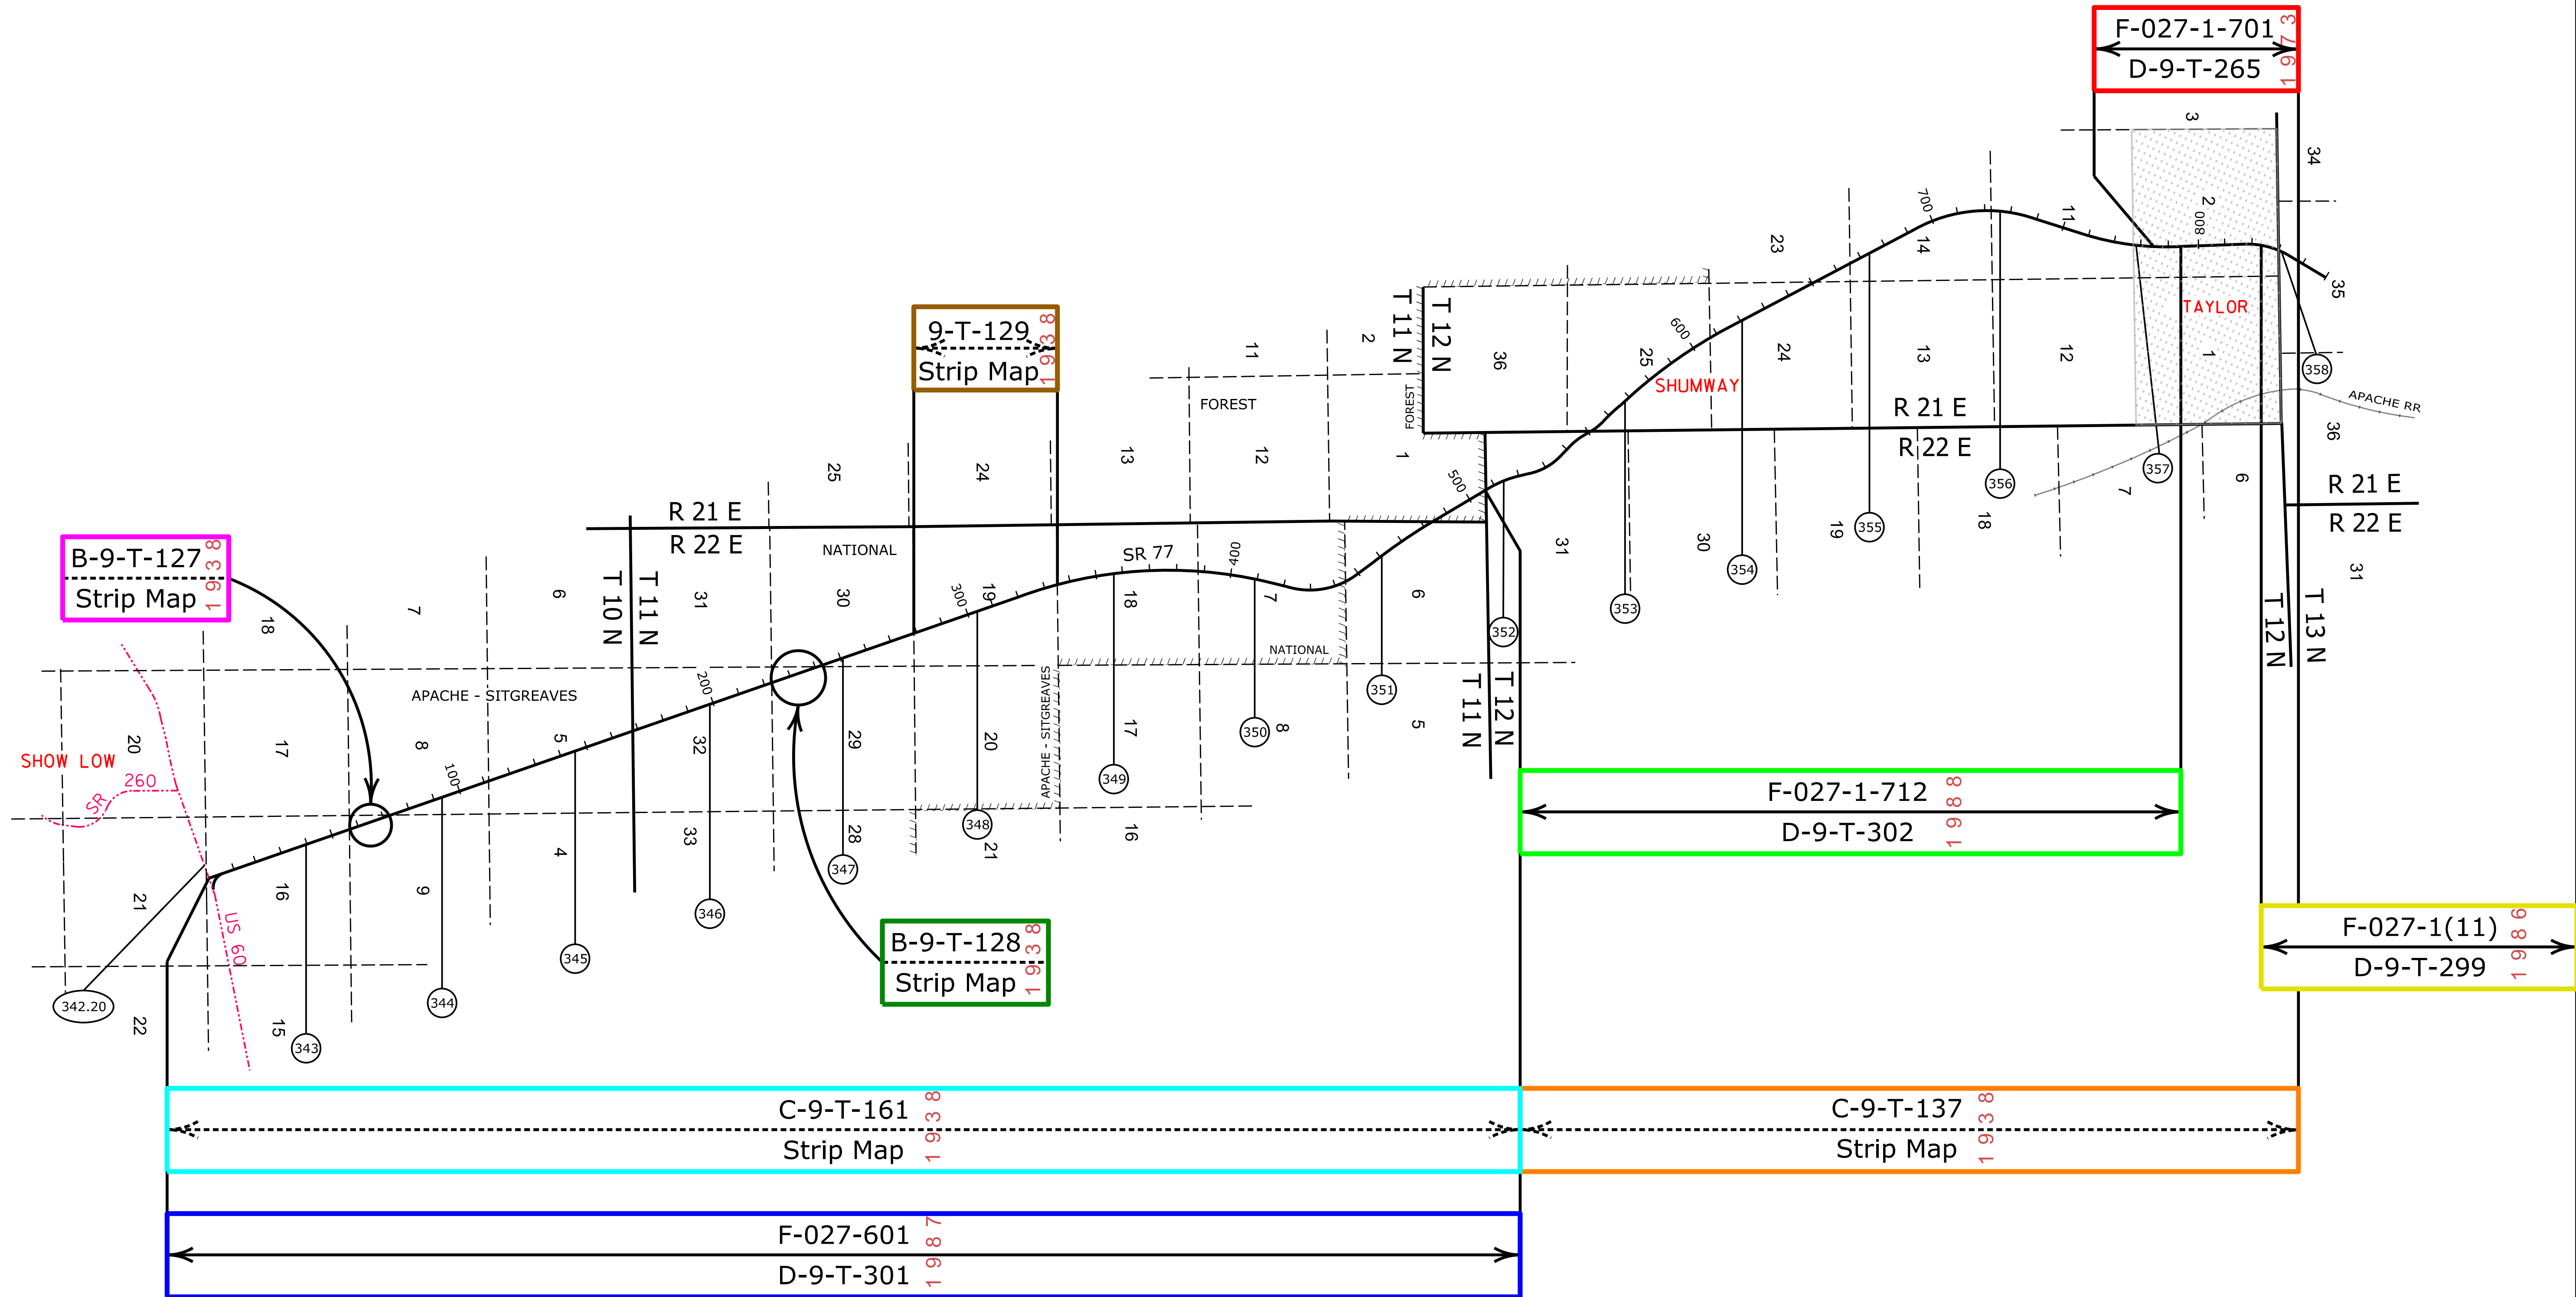 F-027-1-701
1973
D-9-T-265
3
34
2
800
11
700
14
23
TAYLOR
35
1
12
13
24
600
25
SHUMWAY
36
T 12 N
T 11 N
FOREST
2
11
FOREST
358
APACHE RR
36
R 21 E
R 22 E
9-T-129
1938
Strip Map
25
24
13
12
1
500
357
7
6
356
18
355
19
354
30
31
353
352
R 21 E
R 22 E
31
T 12 N
T 13 N
R 21 E
R 22 E
NATIONAL
SR 77
400
B-9-T-127
1938
Strip Map
18
7
6
T 10 N
T 11 N
31
30
300
19
18
7
6
NATIONAL
351
APACHE - SITGREAVES
200
APACHE - SITGREAVES
T 11 N
T 12 N
SHOW LOW
20
SR
260
17
8
100
5
32
29
20
17
349
350
8
5
348
21
16
347
28
33
4
346
9
16
21
US 60
345
344
342.20
22
15
343
B-9-T-128
1938
Strip Map
F-027-1-712
1988
D-9-T-302
F-027-1(11)
1986
D-9-T-299
C-9-T-161
1938
Strip Map
C-9-T-137
1938
Strip Map
F-027-601
1987
D-9-T-301